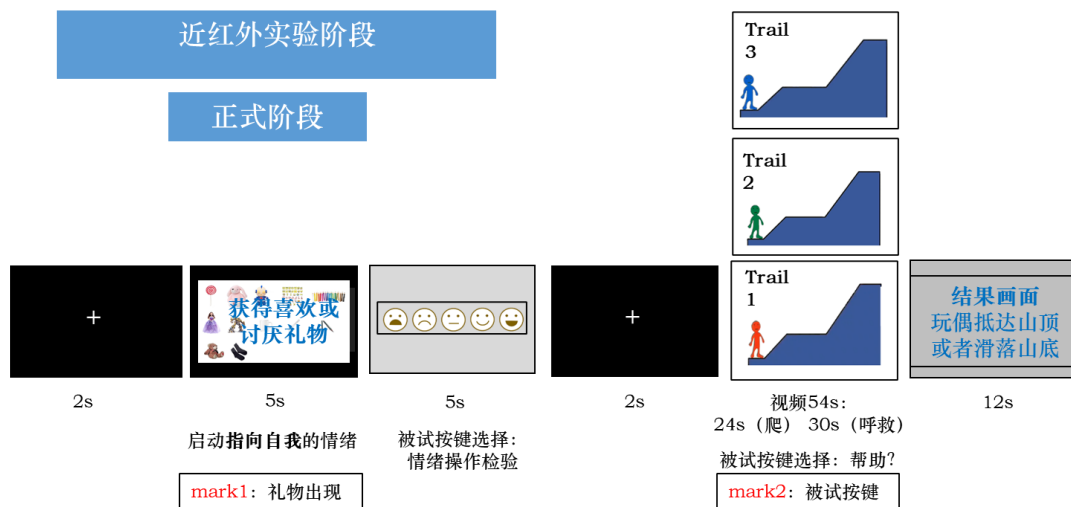 近红外实验阶段
正式阶段
Trail
3
Trail
2
Trail
1
获得喜欢或
讨厌礼物
结果画面
玩偶抵达山顶
或者滑落山底
2s
5s
5s
2s
视频54s：
24s（爬） 30s（呼救）
12s
启动指向自我的情绪
被试按键选择：
情绪操作检验
被试按键选择：帮助？
mark1：礼物出现
mark2：被试按键